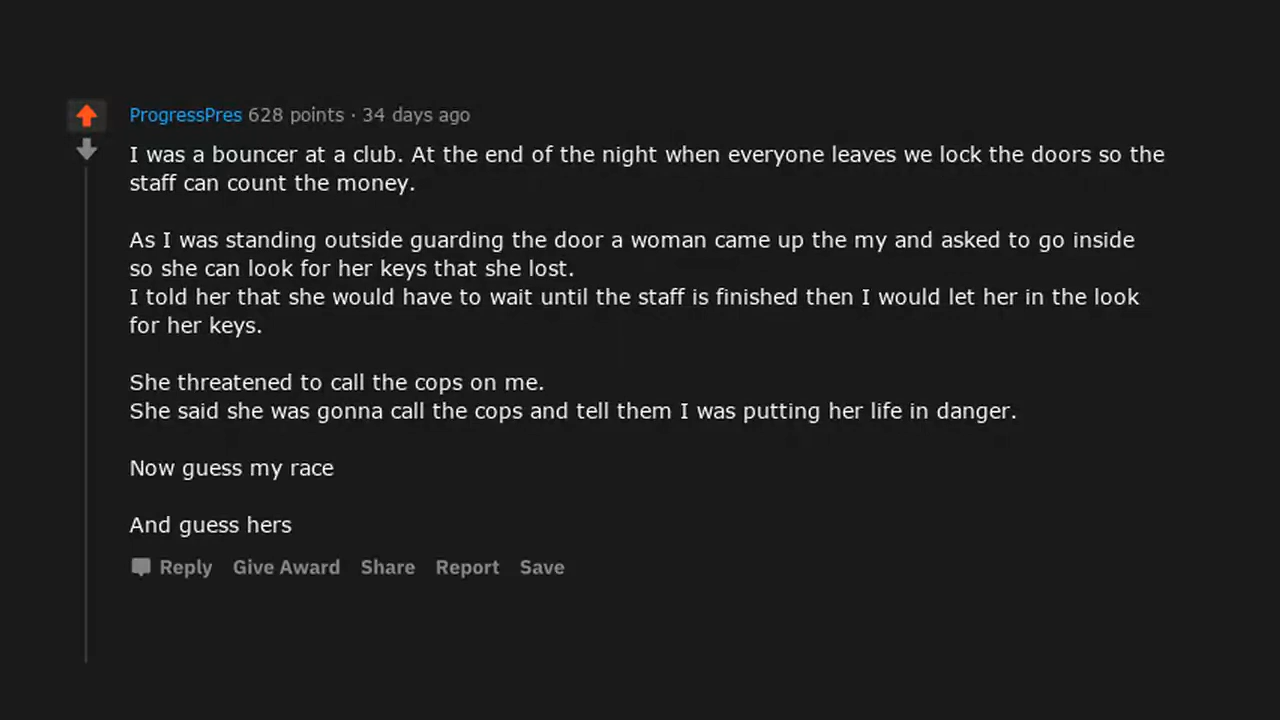 ProgressPres 628 points · 34 days ago
I was a bouncer at a club. At the end of the night when everyone leaves we lock the doors so the
staff can count the money.
As I was standing outside guarding the door a woman came up the my and asked to go inside
so she can look for her keys that she lost.
I told her that she would have to wait until the staff is finished then I would let her in the look
for her keys.
She threatened to call the cops on me.
She said she was gonna call the cops and tell them I was putting her life in danger.
Now guess my race
And guess hers
Reply Give Award Share Report Save